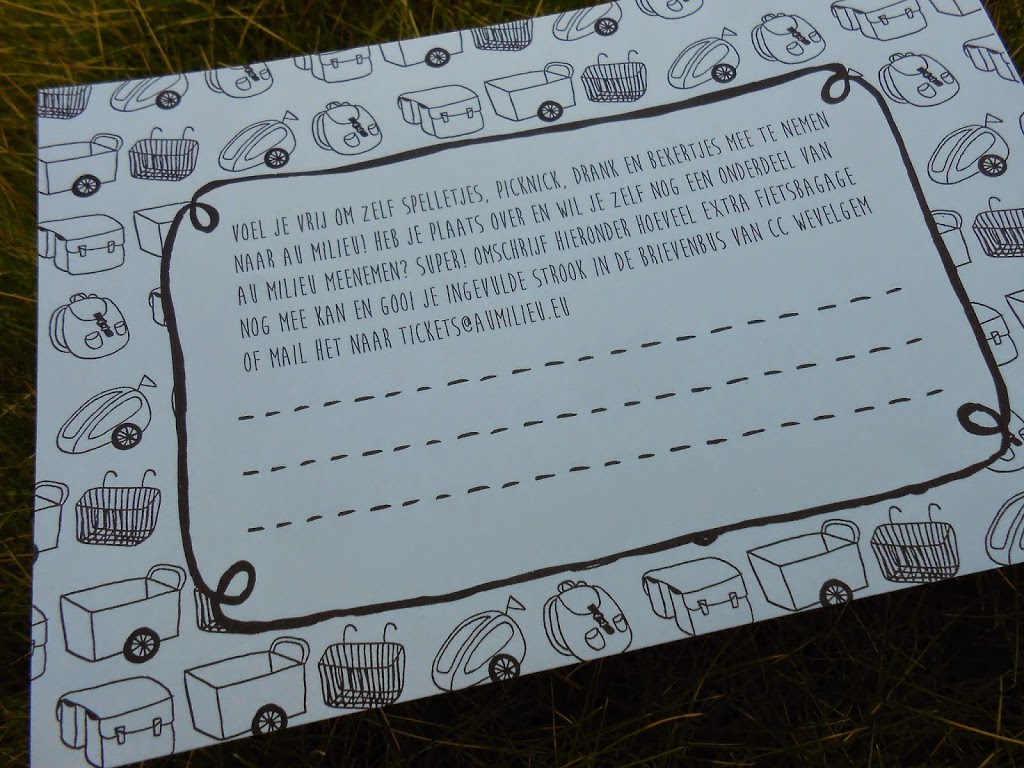 VOEL JE VRIJ OM ZELF SPELLETJES, PICKNICK, DRANK EN BEKERTJES MEE TE NEMEN
NAAR AU MILIEU! HEB JE PLAATS OVER EN WIL JE ZELF NOG EEN ONDERDEEL VAN
AU MILIEU MEENEMEN? SUPER! OMSCHRIJF HIERONDER HOEVEEL EXTRA FIETSBAGAGE
NOG MEE KAN EN GOOI JE INGEVULDE STROOK IN DE BRIEVENBUS VAN CC WEVELGEM
OF MAIL HET NAAR TICKETS@AUMILIEU.EU